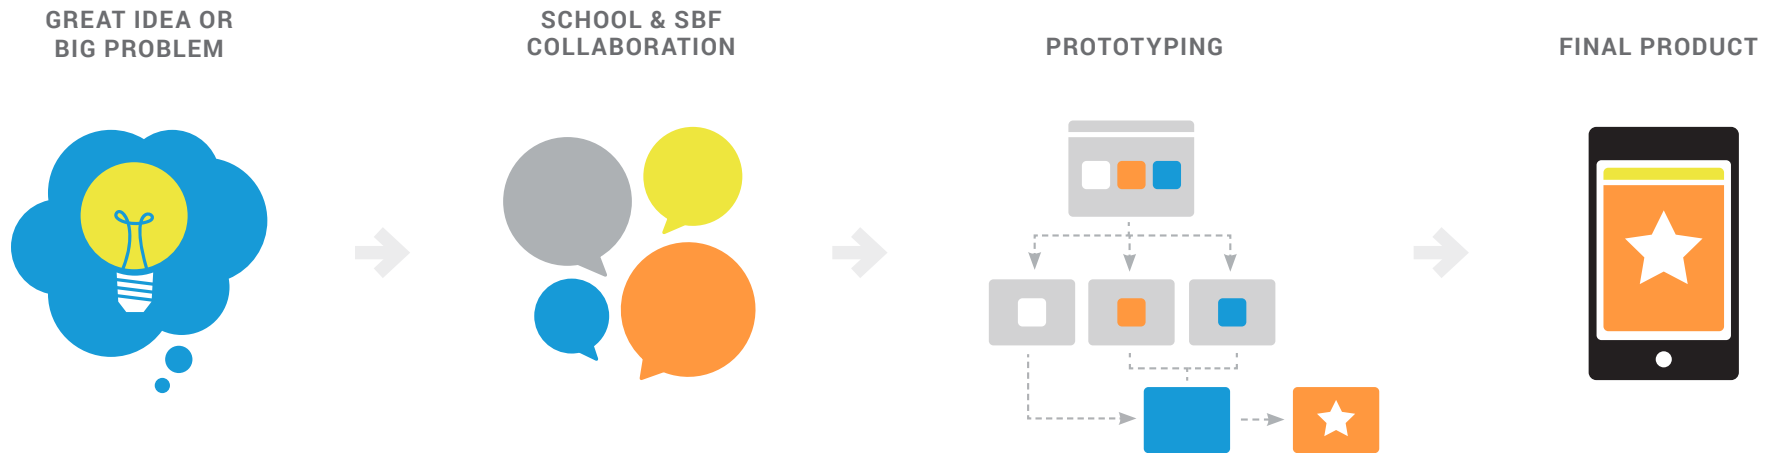 GREAT IDEA OR
BIG PROBLEM
SCHOOL & SBF
COLLABORATION
PROTOTYPING
FINAL PRODUCT